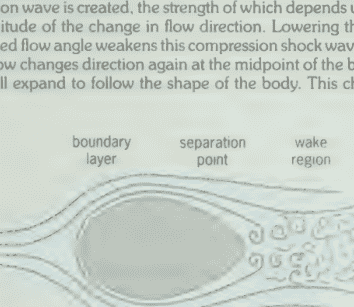 on wave is created, the strength of which depends u
itude of the change in flow direction. Lowering th
ed flow angle weakens this compression shock wav
ow changes direction again at the midpoint of the b
ll expand to follow the shape of the body. This ch
boundary layer
separation point
wake region